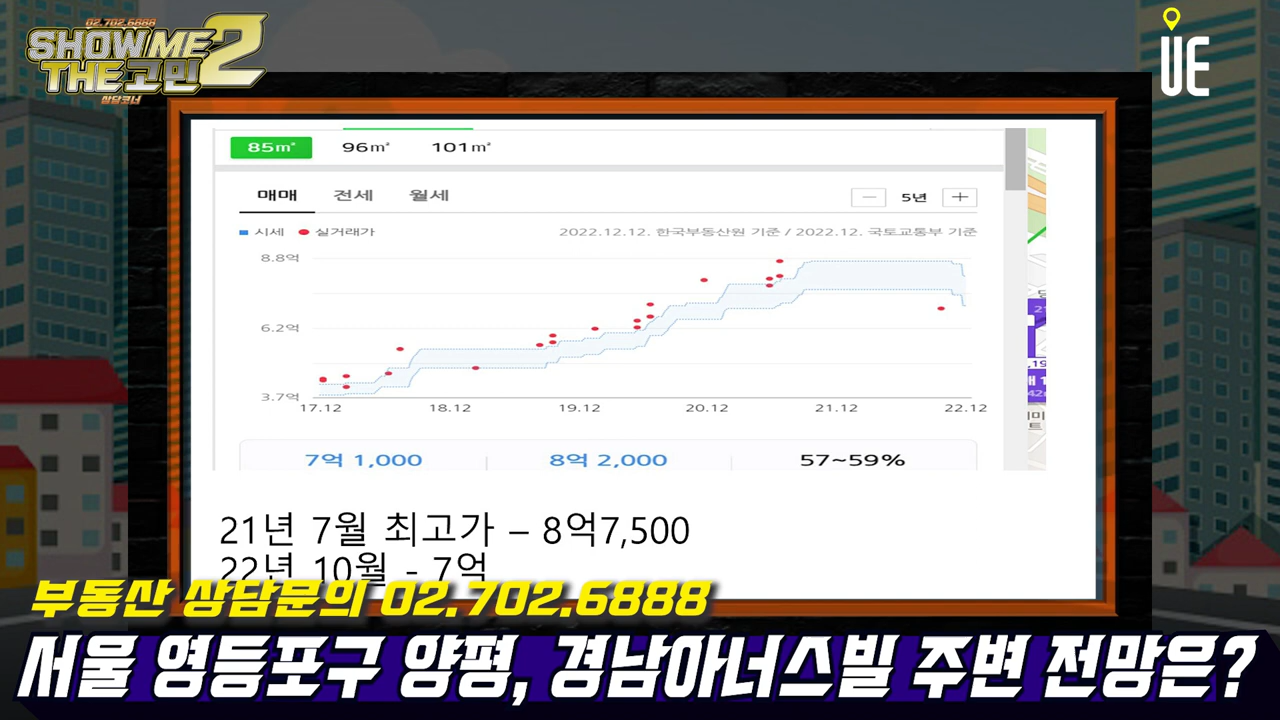 02.702.6888
SHOW ME
THE고민2
상담코너
UE
85㎡ 96㎡ 101㎡
매매 전세 월세
5년
시세 실거래가
2022.12.12. 한국부동산원 기준 / 2022.12. 국토교통부 기준
8.8억
6.2억
3.7억
17.12 18.12 19.12 20.12 21.12 22.12
7억 1,000 8억 2,000 57~59%
21년 7월 최고가 – 8억7,500
22년 10월 - 7억
부동산 상담문의 02.702.6888
서울 영등포구 양평, 경남아너스빌 주변 전망은?